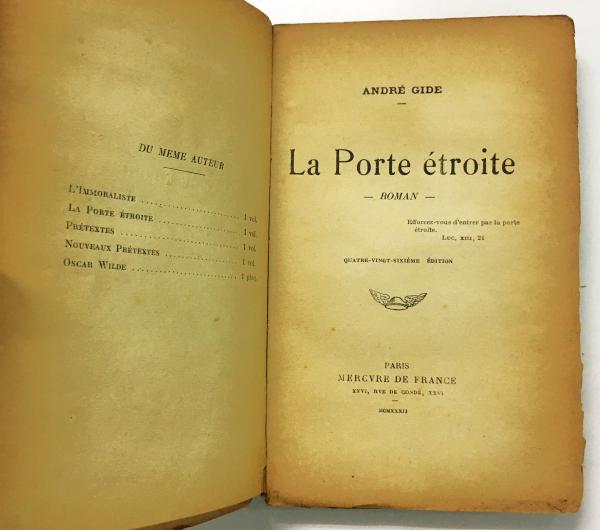 DU MEME AUTEUR
L'IMMORALISTE ........ 1 vol.
LA PORTE ÉTROITE ........ 1 vol.
PRÉTEXTES ........ 1 vol.
NOUVEAUX PRÉTEXTES ........ 1 vol.
OSCAR WILDE ........ 1 plaq.
ANDRÉ GIDE
La Porte étroite
— ROMAN —
Efforcez-vous d'entrer par la porte
étroite.
LUC, XIII, 24
QUATRE-VINGT-SIXIÈME ÉDITION
PARIS
MERCVRE DE FRANCE
XXVI, RVE DE CONDÉ, XXVI
MCMXXXII